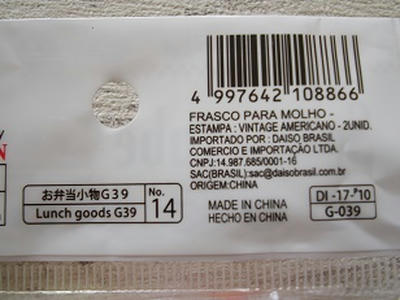 4 997642 108866
FRASCO PARA MOLHO -
ESTAMPA : VINTAGE AMERICANO - 2UNID.
IMPORTADO POR : DAISO BRASIL
COMERCIO E IMPORTAÇÃO LTDA.
CNPJ:14.987.685/0001-16
SAC(BRASIL):sac@daisobrasil.com.br
ORIGEM:CHINA
お弁当小物G39
Lunch goods G39
No.
14
MADE IN CHINA
HECHO EN CHINA
DI -17-P10
G-039